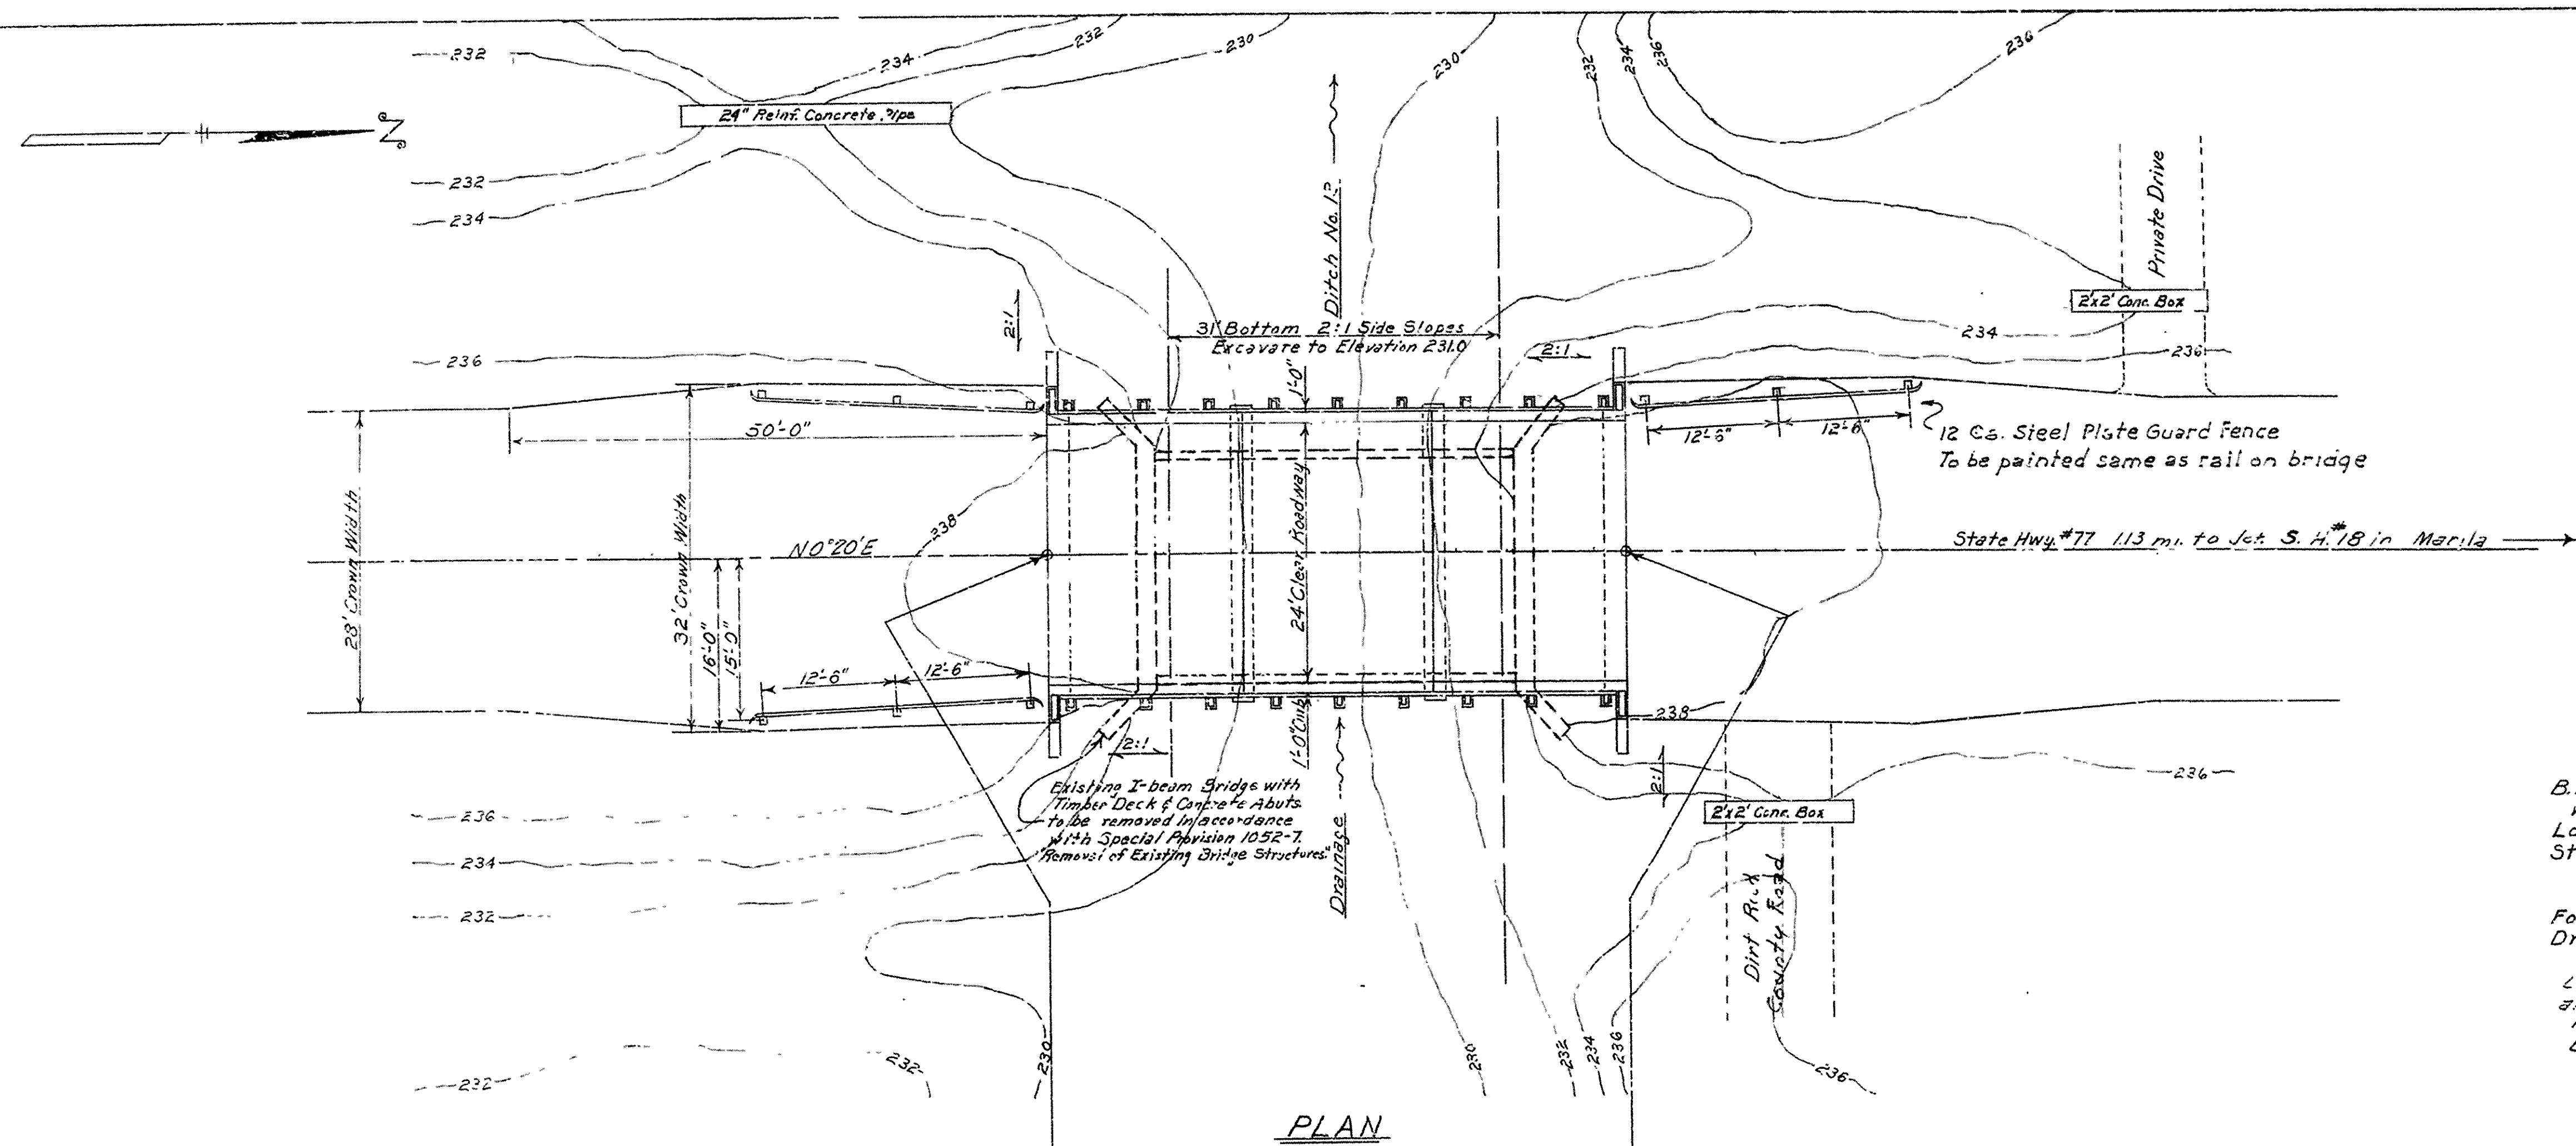 232
234
232
230
230
232
234
236
236
24" Reinf. Concrete Pipe
N
232
234
Ditch No. 12
Private Drive
2'x2' Conc. Box
31' Bottom 2:1 Side Slopes
Excavare to Elevation 231.0
2:1
2:1
234
236
236
1'-0"
50'-0"
12'-6"
12'-6"
12 Ga. Steel Plate Guard Fence
To be painted same as rail on bridge
28' Crown Width
32' Crown Width
16'-0"
15'-0"
238
N0°20'E
24' Clear Roadway
State Hwy. #77 1.13 mi. to Jct. S. H. #18 in Manila
12'-6"
12'-6"
1'-0" Curb
238
2:1
2:1
Existing I-beam Bridge with
Timber Deck & Concrete Abuts.
to be removed in accordance
with Special Provision 1052-7.
"Removal of Existing Bridge Structures."
Drainage
236
234
232
236
2'x2' Conc. Box
Dirt
County Road
B.
St
Fo
Dr
232
232
230
230
232
234
236
236
PLAN